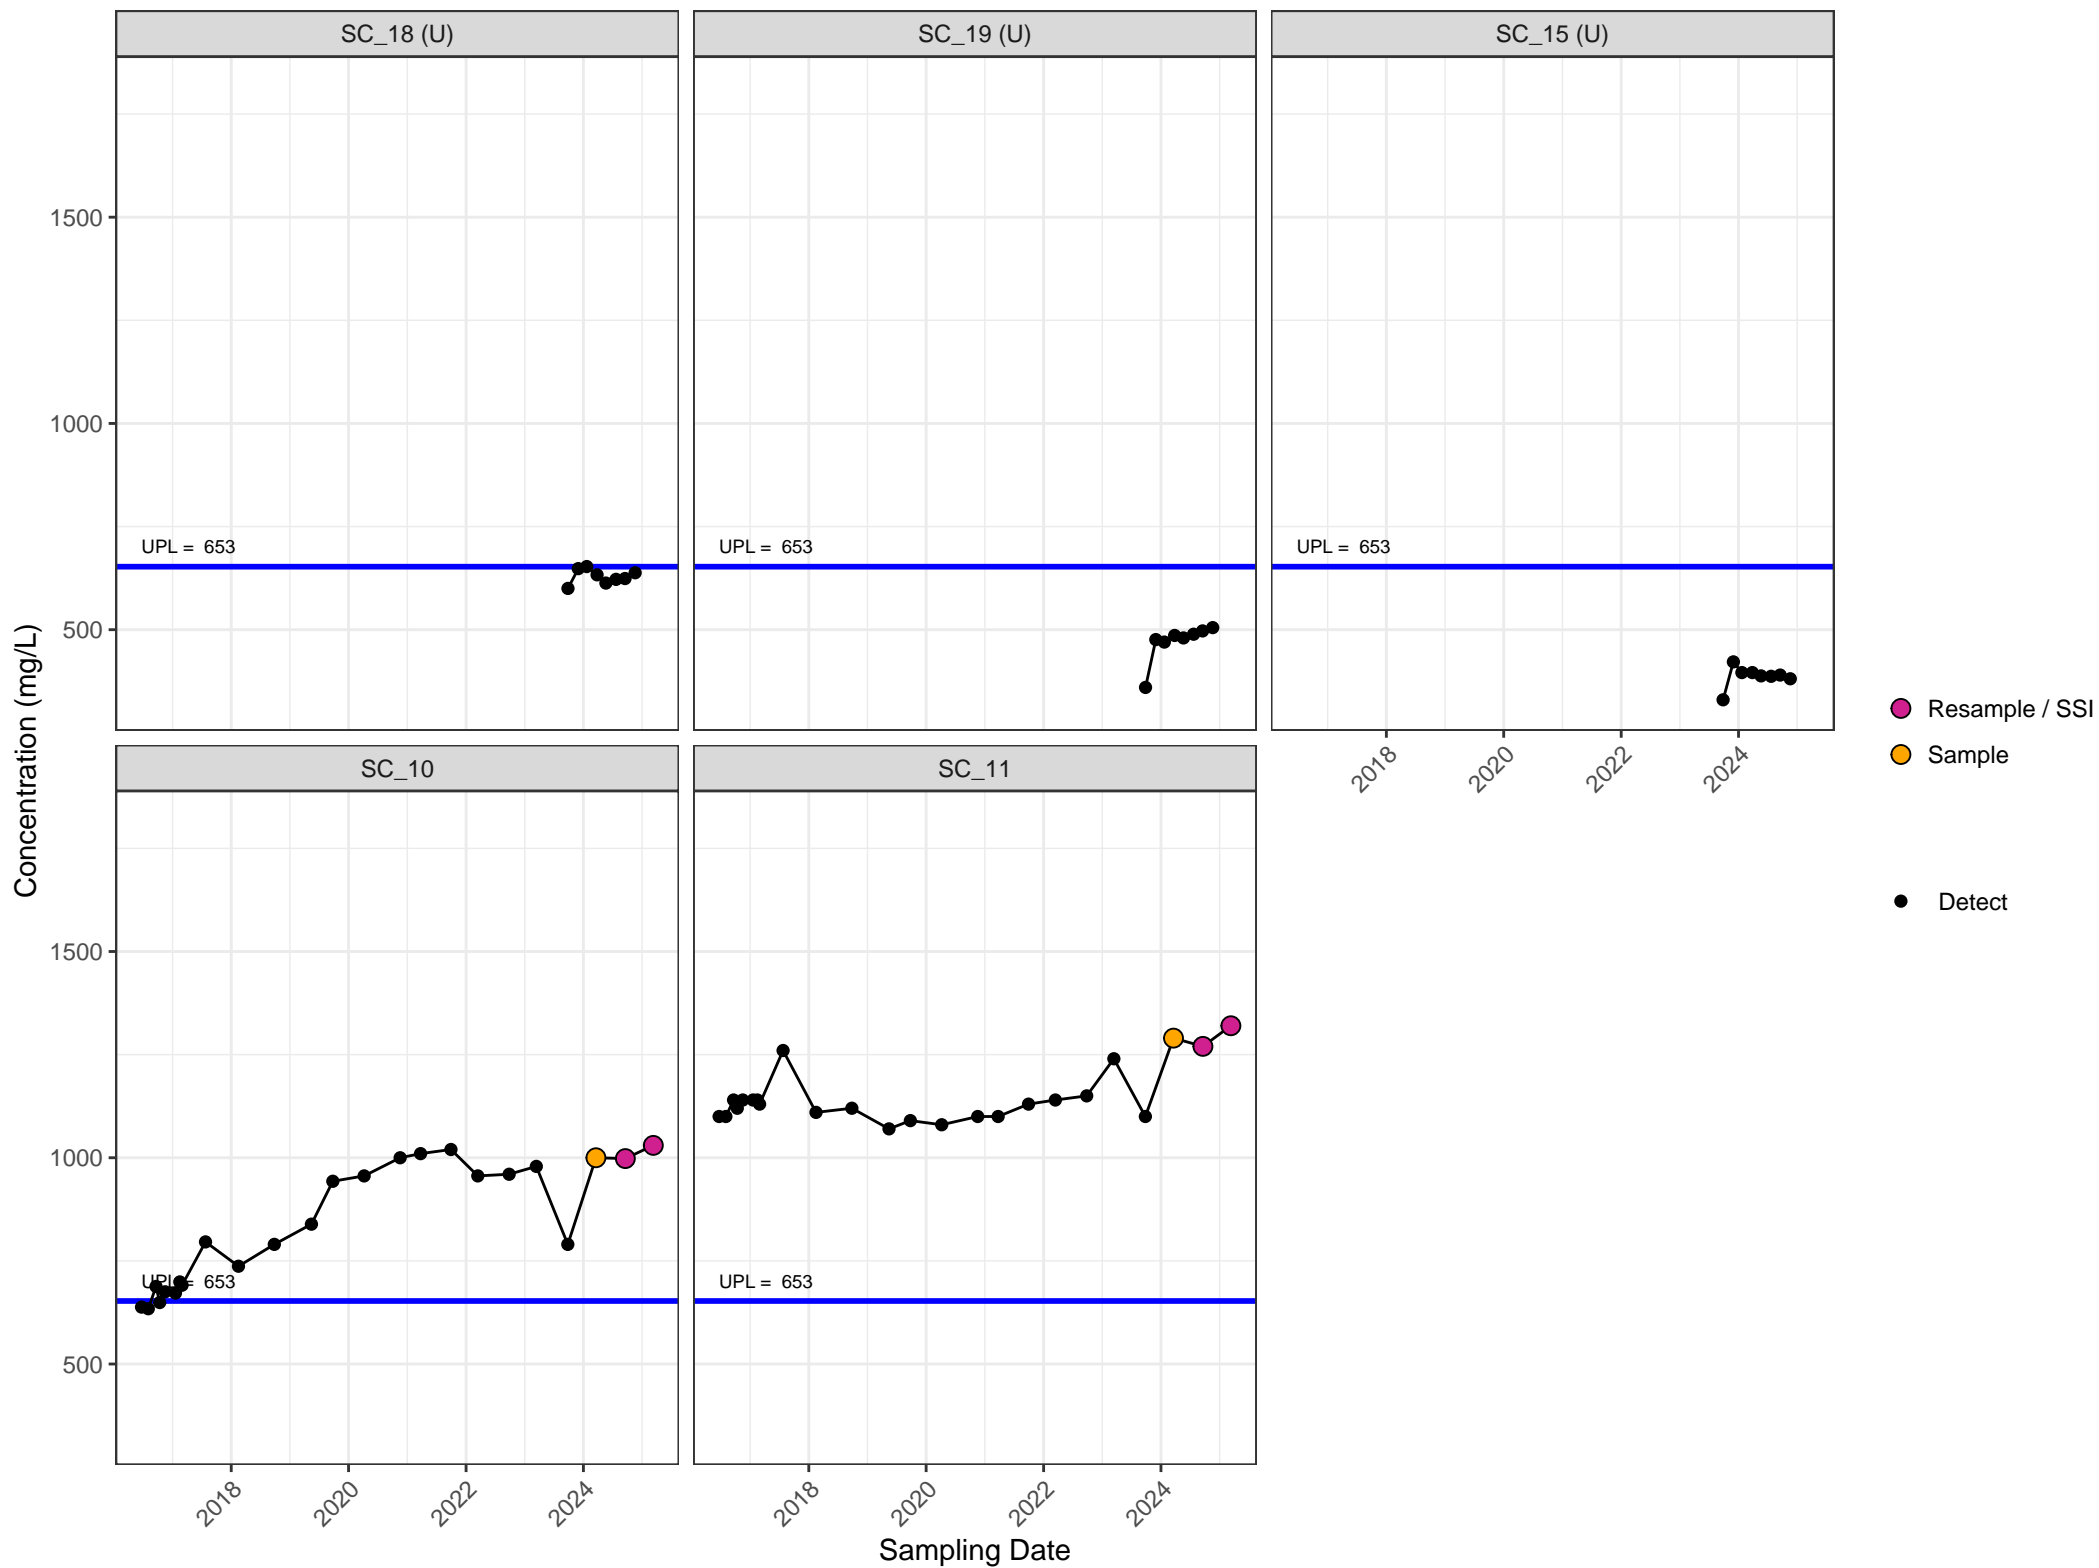 SC_18 (U)
SC_19 (U)
SC_15 (U)
1500
1000
500
UPL = 653
UPL = 653
UPL = 653
2018
2020
2022
2024
Resample / SSI
Sample
Detect
Concentration (mg/L)
SC_10
SC_11
1500
1000
500
UPL = 653
UPL = 653
2018
2020
2022
2024
2018
2020
2022
2024
Sampling Date